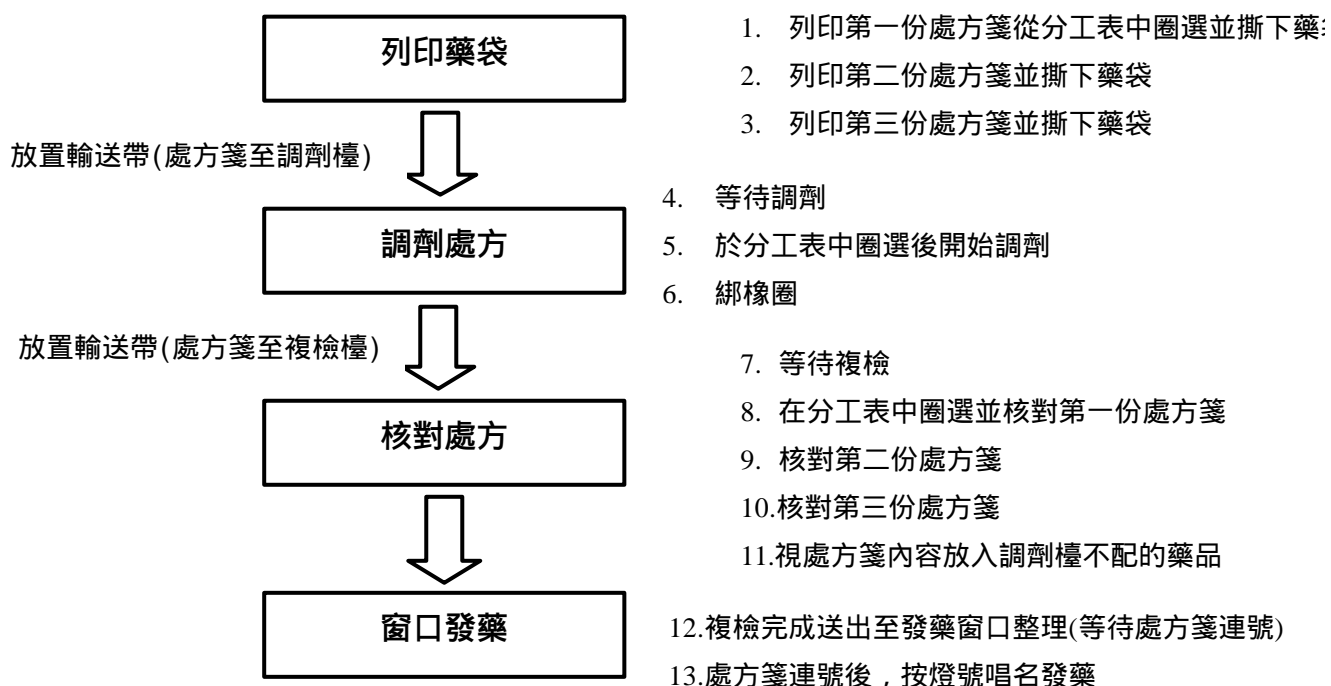 列印藥袋
1. 列印第一份處方箋從分工表中圈選並撕下藥
2. 列印第二份處方箋並撕下藥袋
3. 列印第三份處方箋並撕下藥袋
放置輸送帶(處方箋至調劑檯)
調劑處方
4. 等待調劑
5. 於分工表中圈選後開始調劑
6. 綁橡圈
放置輸送帶(處方箋至複檢檯)
核對處方
7. 等待複檢
8. 在分工表中圈選並核對第一份處方箋
9. 核對第二份處方箋
10.核對第三份處方箋
11.視處方箋內容放入調劑檯不配的藥品
窗口發藥
12.複檢完成送出至發藥窗口整理(等待處方箋連號)
13.處方箋連號後，按燈號唱名發藥